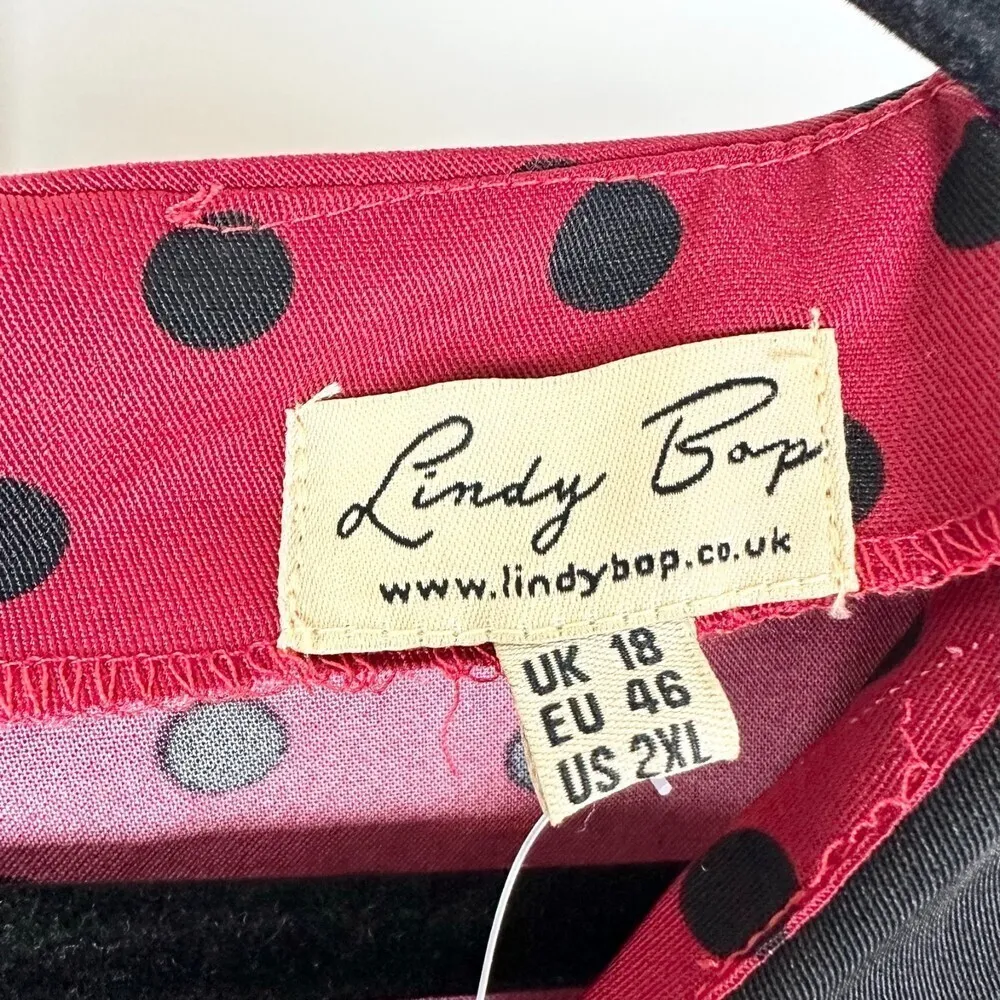 Lindy Bop
www.lindybop.co.uk
UK 18
EU 46
US 2XL